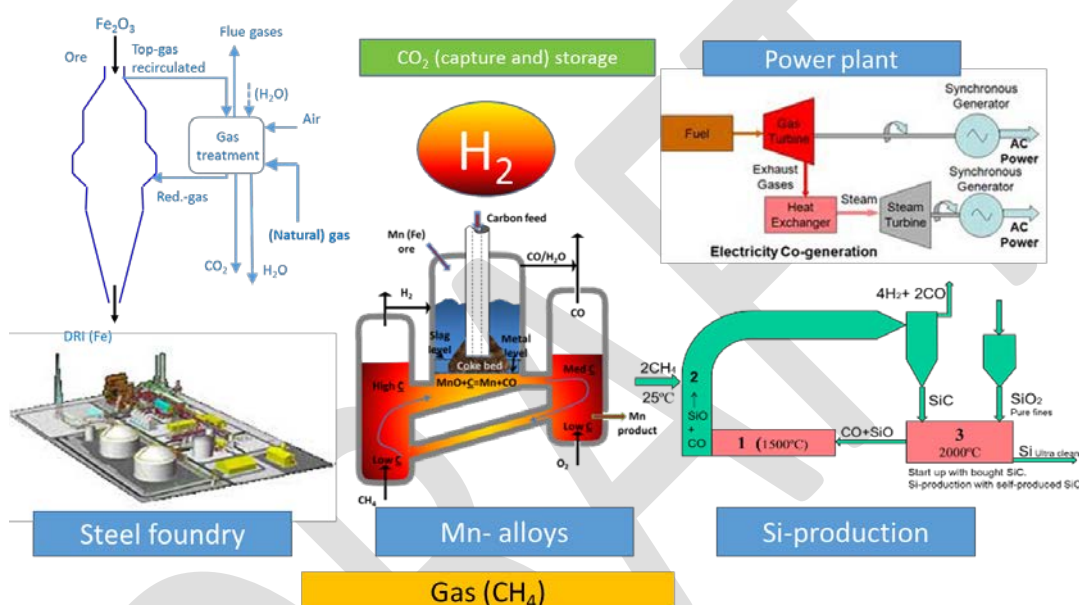 Fe₂O₃
Ore
Top-gas
recirculated
Flue gases
(H₂O)
Air
Gas
treatment
Red.-gas
(Natural) gas
CO₂
H₂O
DRI (Fe)
Steel foundry
CO₂ (capture and) storage
H₂
Carbon feed
Mn (Fe)
ore
CO/H₂O
H₂
CO
Slag
level
Metal
level
Coke bed
High C
MnO+C=Mn+CO
Med C
Low C
Low C
Mn
product
O₂
CH₄
Mn- alloys
Gas (CH₄)
Power plant
Fuel
Gas
Turbine
Synchronous
Generator
AC
Power
Exhaust
Gases
Heat
Exchanger
Steam
Steam
Turbine
Synchronous
Generator
AC
Power
Electricity Co-generation
4H₂+ 2CO
2CH₄
25ºC
2
SiO
+
CO
SiC
SiO₂
Pure fines
1 (1500ºC)
CO+SiO
3
2000ºC
Si Ultra clean
Start up with bought SiC.
Si-production with self-produced SiC
Si-production
DRAFT